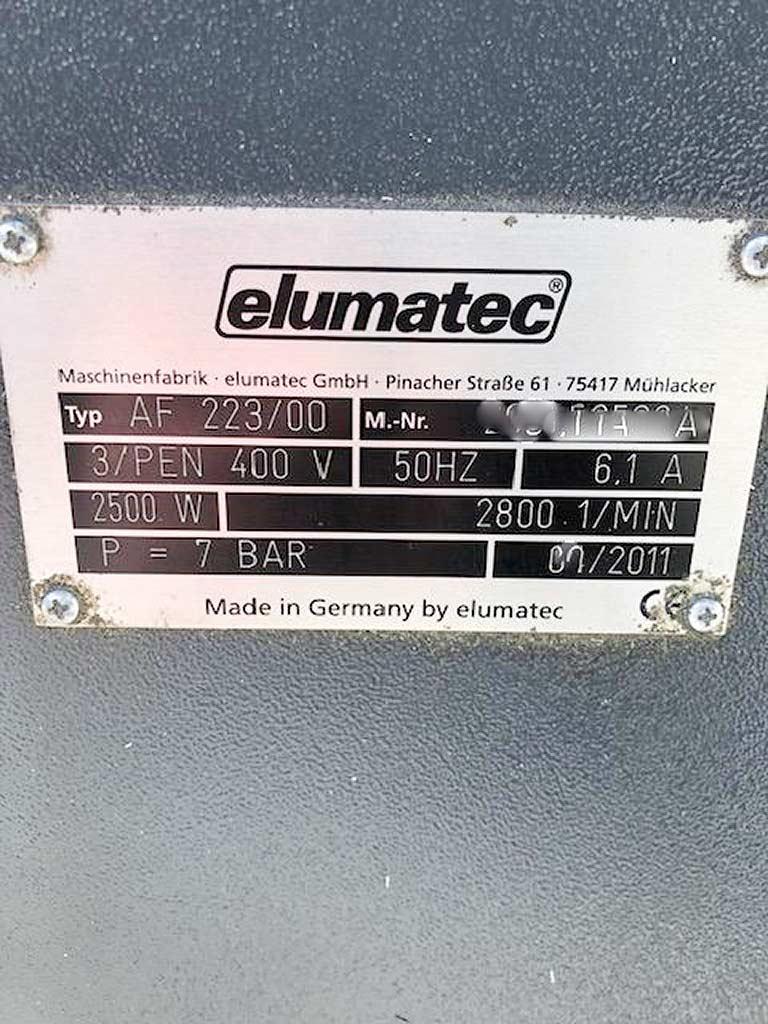 elumatec®
Maschinenfabrik · elumatec GmbH · Pinacher Straße 61 · 75417 Mühlacker
Typ AF 223/00 M.-Nr.
3/PEN 400 V 50HZ 6,1 A
2500 W 2800 1/MIN
P = 7 BAR
Made in Germany by elumatec CE